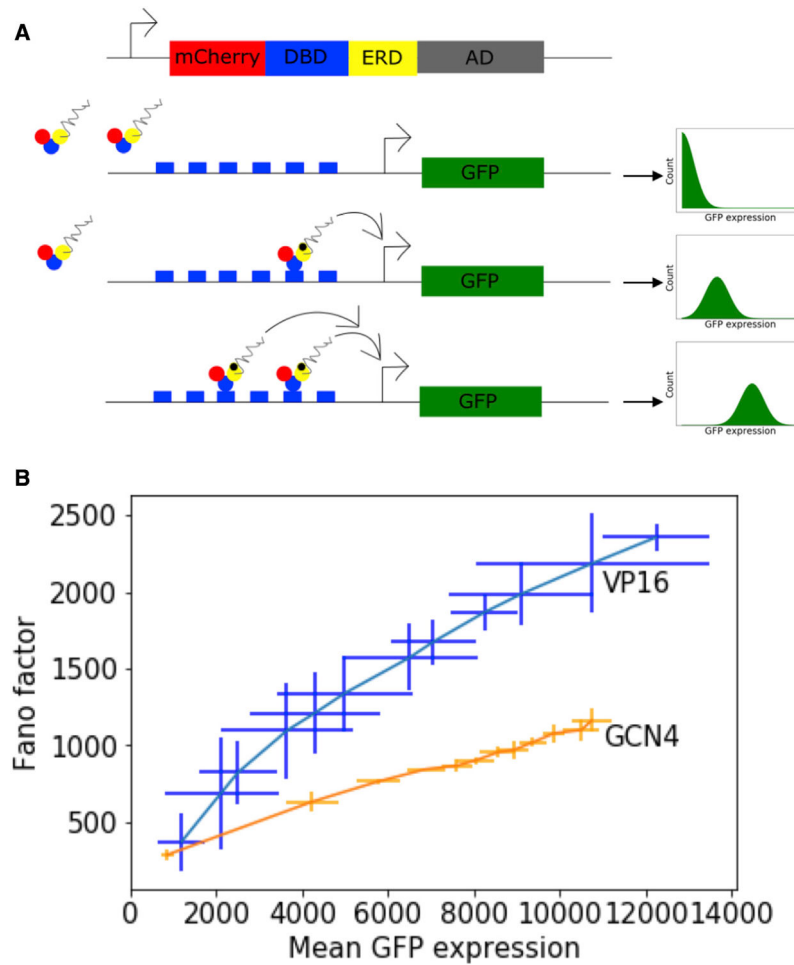 A
mCherry DBD ERD AD
GFP
Count
GFP expression
GFP
Count
GFP expression
GFP
Count
GFP expression
B
2500
2000
1500
1000
500
Fano factor
VP16
GCN4
0 2000 4000 6000 8000 10000 12000 14000
Mean GFP expression